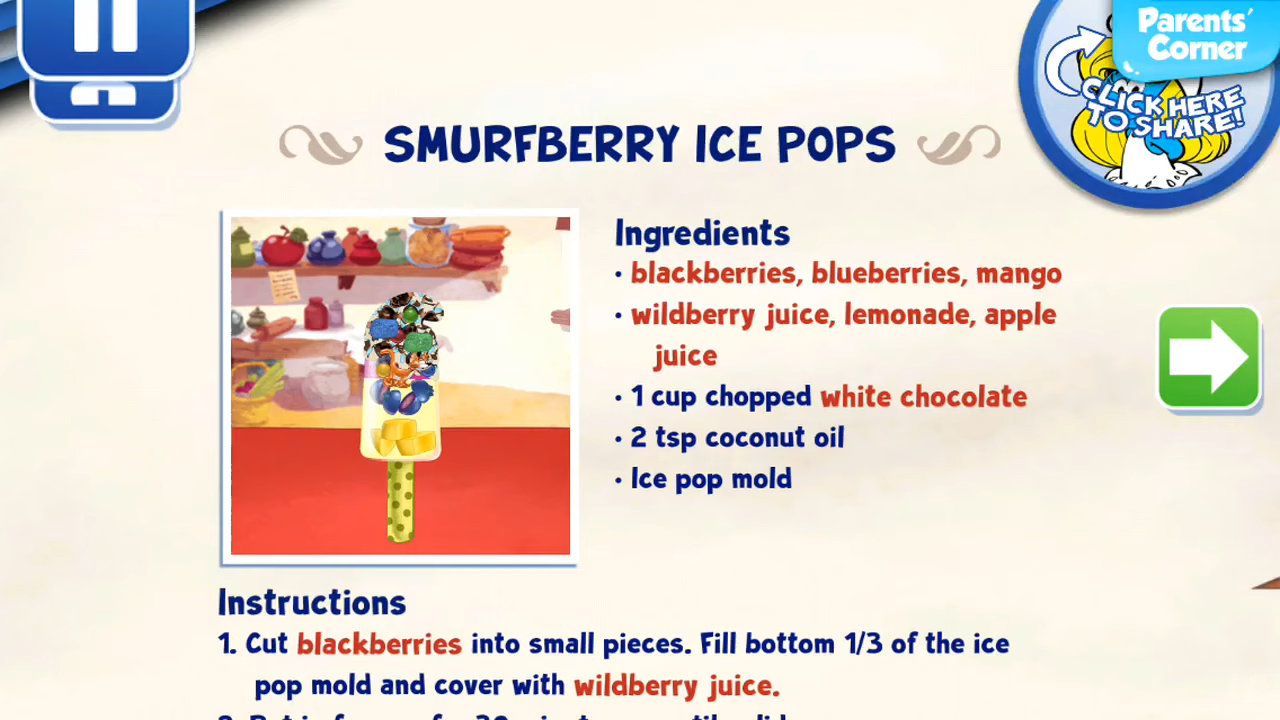 Parents'
Corner
CLICK HERE
TO SHARE!
SMURFBERRY ICE POPS
Ingredients
• blackberries, blueberries, mango
• wildberry juice, lemonade, apple
juice
• 1 cup chopped white chocolate
• 2 tsp coconut oil
• Ice pop mold
Instructions
1. Cut blackberries into small pieces. Fill bottom 1/3 of the ice
pop mold and cover with wildberry juice.